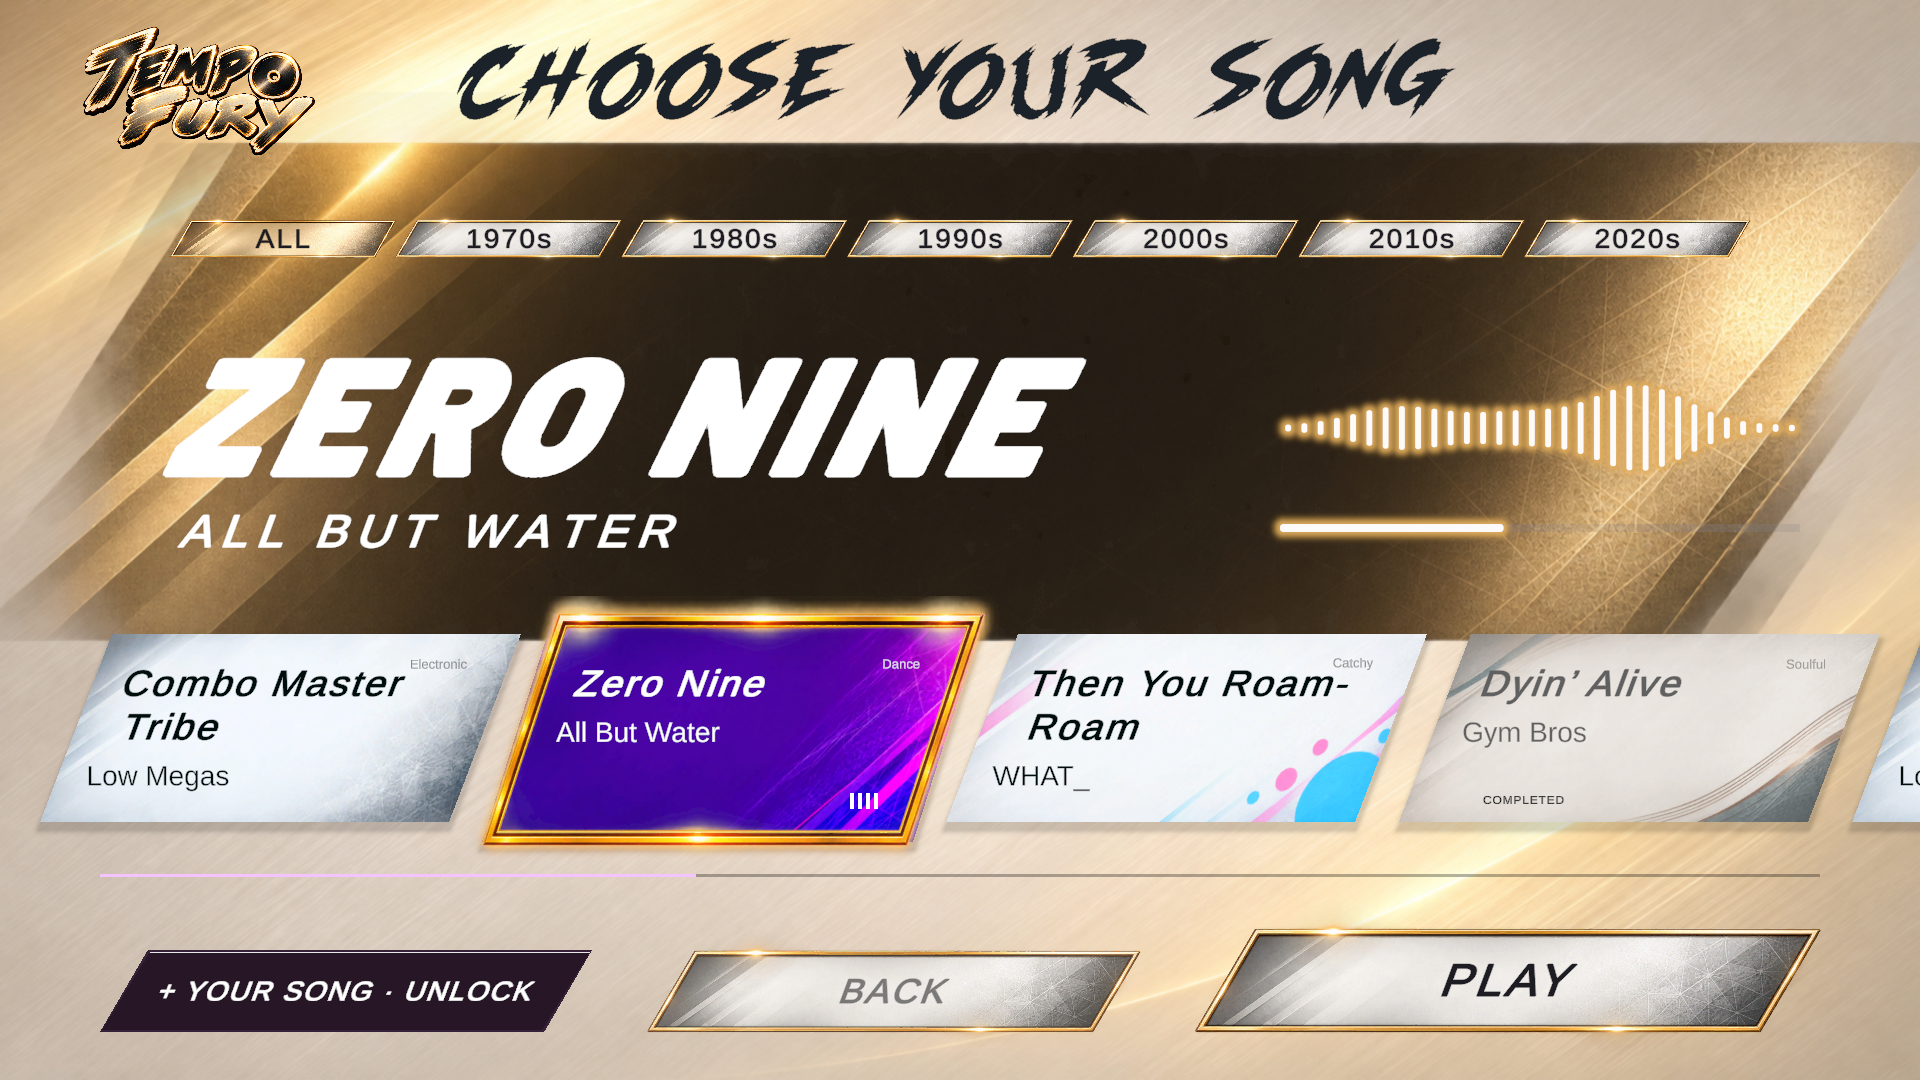 TEMPO
FURY
CHOOSE YOUR SONG
ALL
1970s
1980s
1990s
2000s
2010s
2020s
ZERO NINE
ALL BUT WATER
Combo Master
Tribe
Electronic
Low Megas
Zero Nine
Dance
All But Water
Then You Roam-
Roam
Catchy
WHAT_
Dyin’ Alive
Soulful
Gym Bros
COMPLETED
+ YOUR SONG · UNLOCK
BACK
PLAY